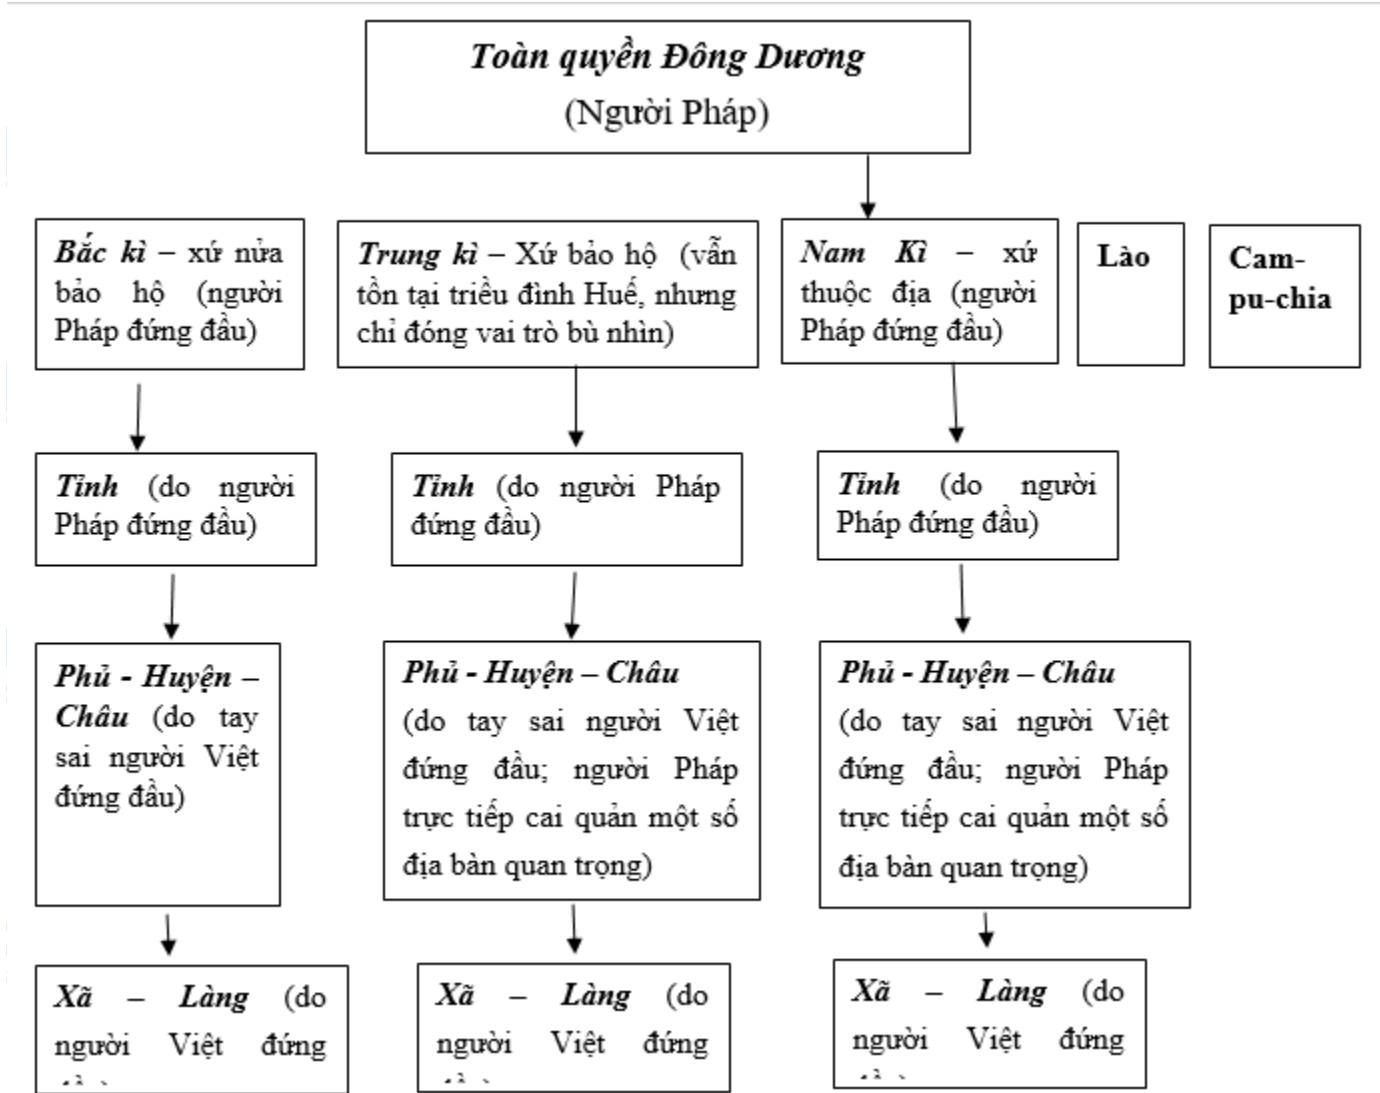 Toàn quyền Đông Dương
(Người Pháp)
Bắc kì – xứ nửa
bảo hộ (người
Pháp đứng đầu)
Trung kì – Xứ bảo hộ (vẫn
tồn tại triều đình Huế, nhưng
chỉ đóng vai trò bù nhìn)
Nam Kì – xứ
thuộc địa (người
Pháp đứng đầu)
Lào
Cam-
pu-chia
Tỉnh (do người
Pháp đứng đầu)
Tỉnh (do người Pháp
đứng đầu)
Tỉnh (do người
Pháp đứng đầu)
Phủ - Huyện –
Châu (do tay
sai người Việt
đứng đầu)
Phủ - Huyện – Châu
(do tay sai người Việt
đứng đầu; người Pháp
trực tiếp cai quản một số
địa bàn quan trọng)
Phủ - Huyện – Châu
(do tay sai người Việt
đứng đầu; người Pháp
trực tiếp cai quản một số
địa bàn quan trọng)
Xã – Làng (do
người Việt đứng
Xã – Làng (do
người Việt đứng
Xã – Làng (do
người Việt đứng